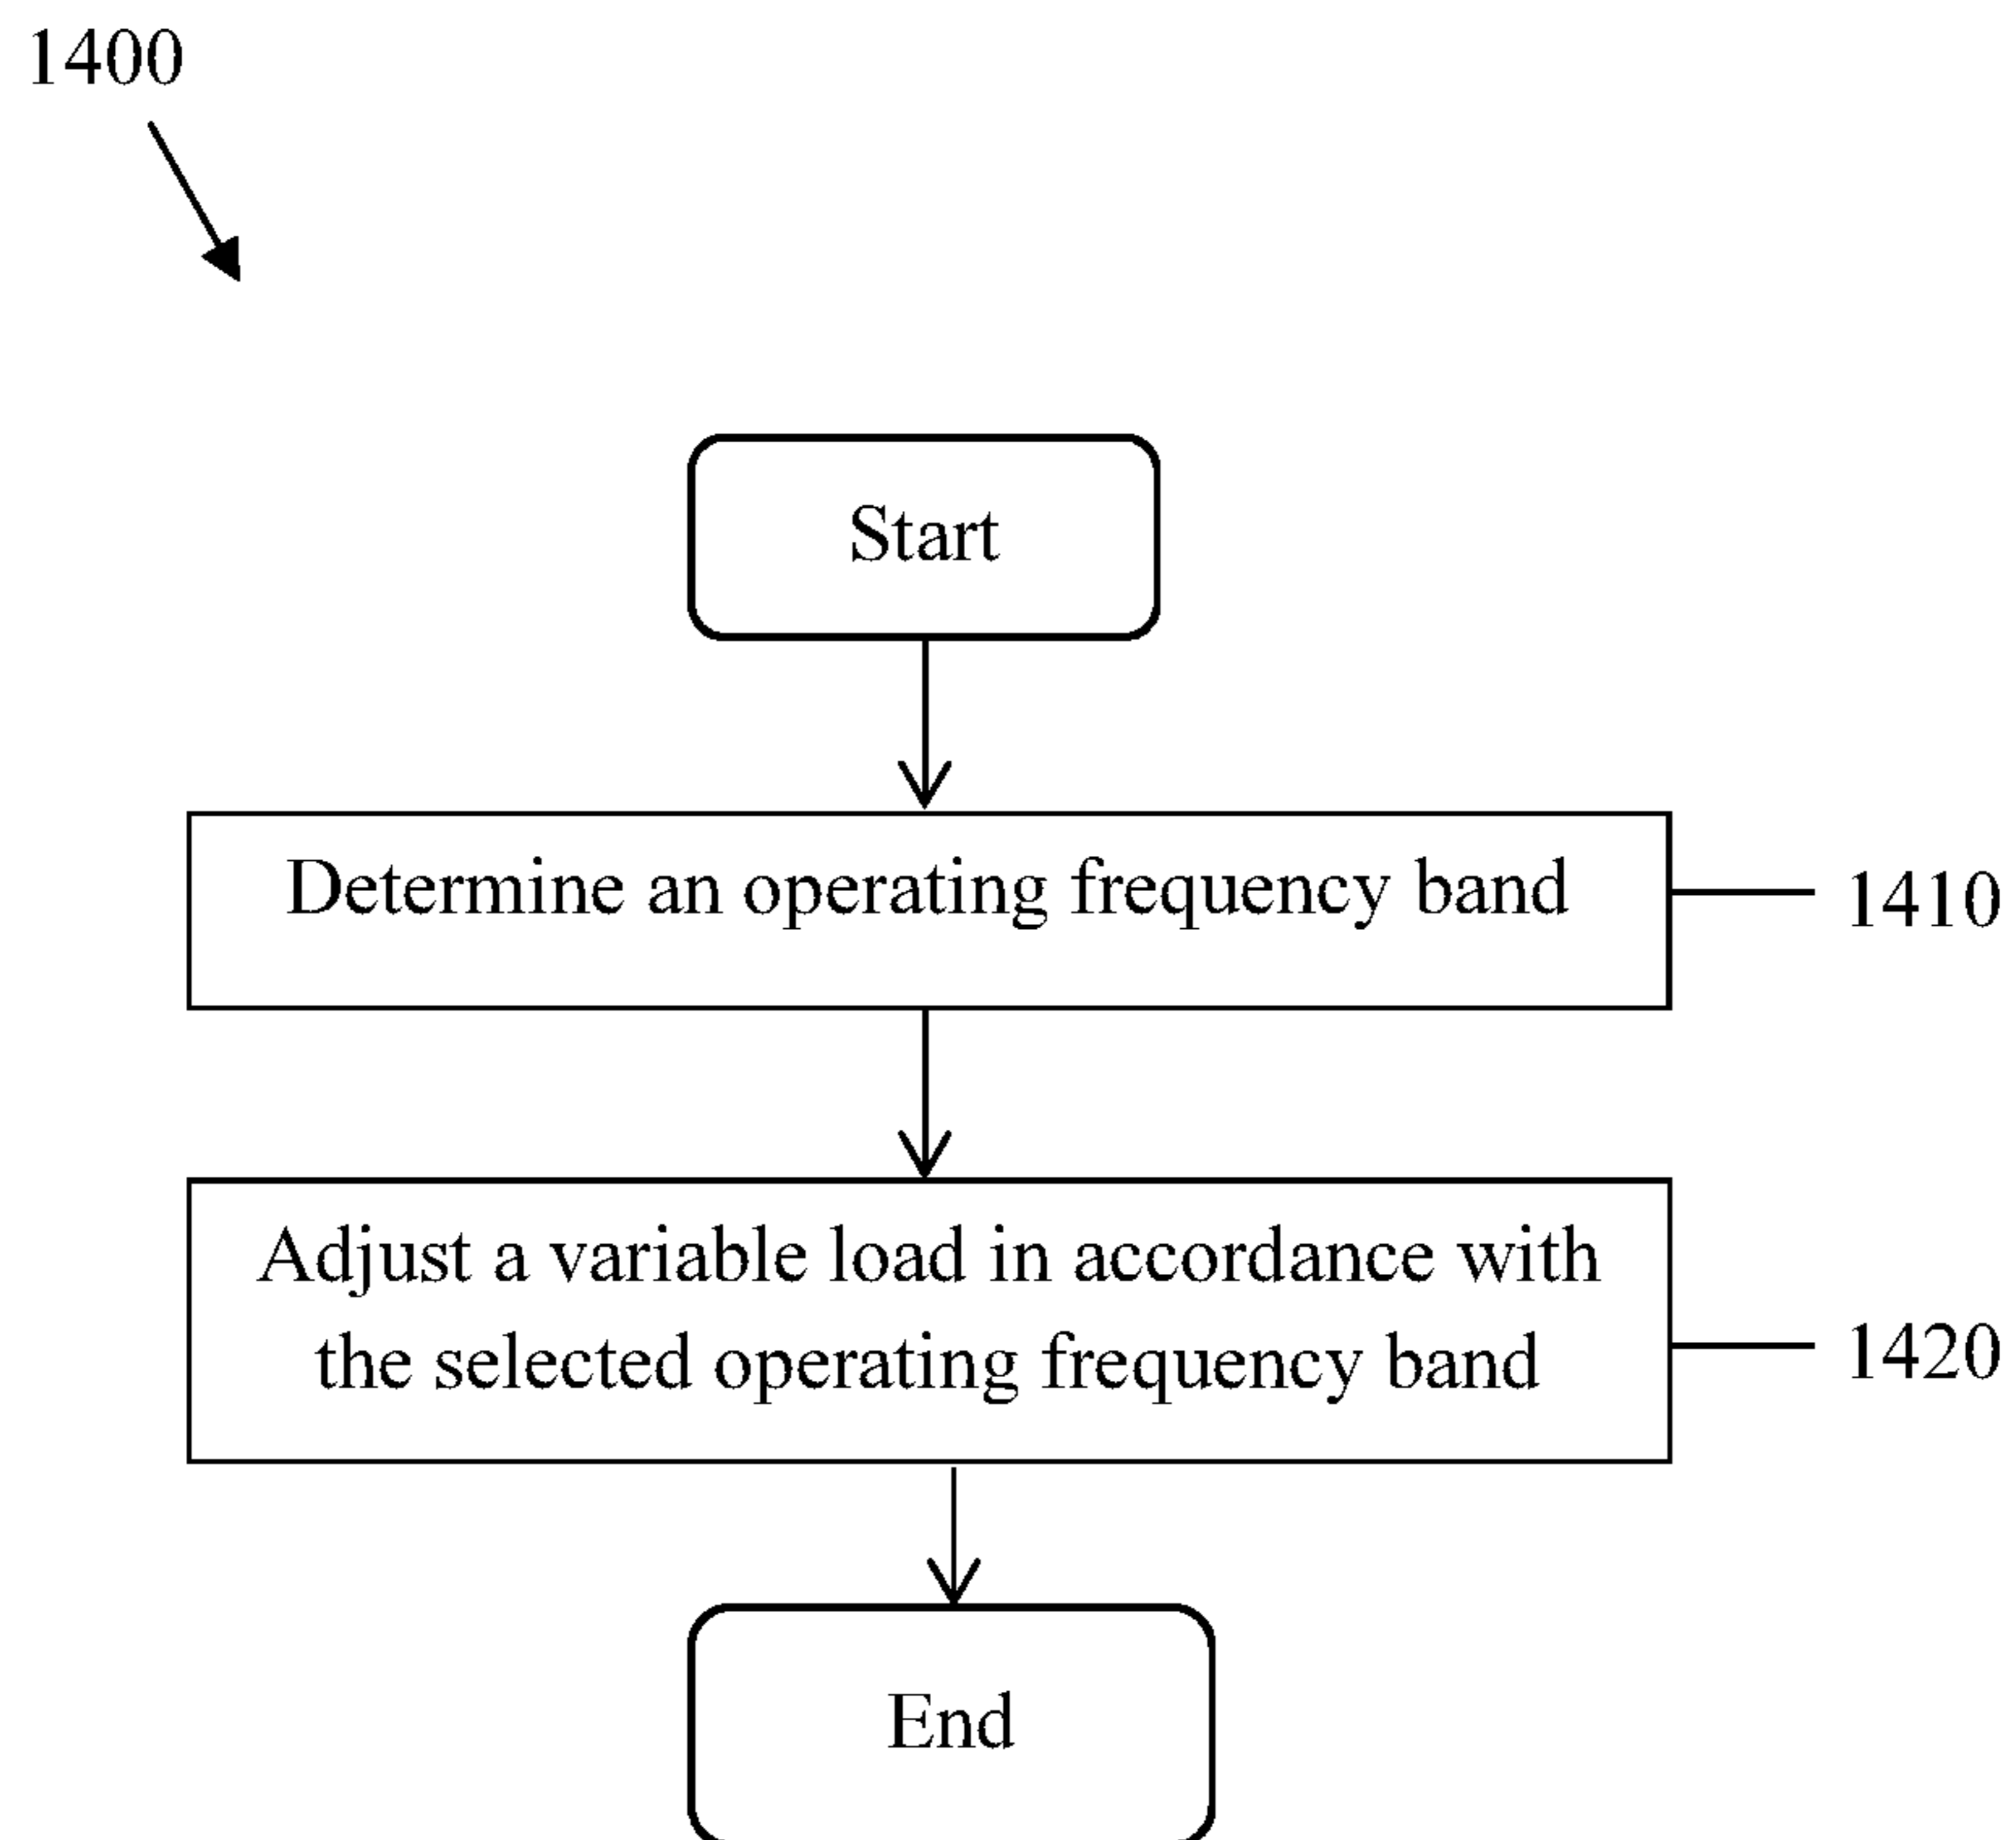 1400
Start
Determine an operating frequency band
1410
Adjust a variable load in accordance with
the selected operating frequency band
1420
End